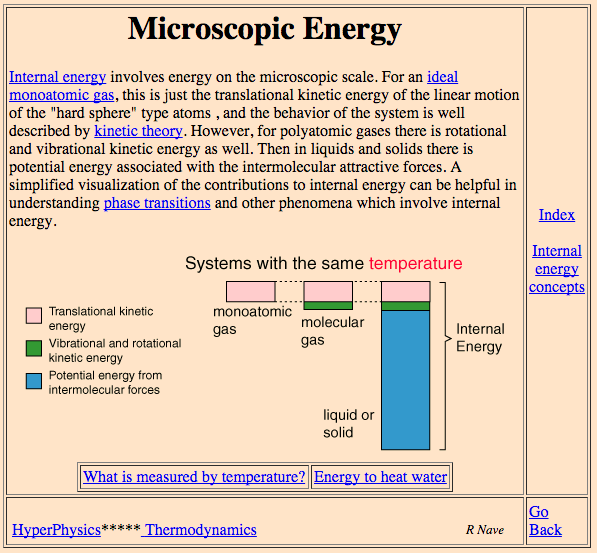 Microscopic Energy
Internal energy involves energy on the microscopic scale. For an ideal
monoatomic gas, this is just the translational kinetic energy of the linear motion
of the "hard sphere" type atoms , and the behavior of the system is well
described by kinetic theory. However, for polyatomic gases there is rotational
and vibrational kinetic energy as well. Then in liquids and solids there is
potential energy associated with the intermolecular attractive forces. A
simplified visualization of the contributions to internal energy can be helpful in
understanding phase transitions and other phenomena which involve internal
energy.
Systems with the same temperature
Translational kinetic
energy
Vibrational and rotational
kinetic energy
Potential energy from
intermolecular forces
monoatomic
gas
molecular
gas
liquid or
solid
Internal
Energy
What is measured by temperature? Energy to heat water
Index
Internal
energy
concepts
HyperPhysics***** Thermodynamics
R Nave
Go
Back